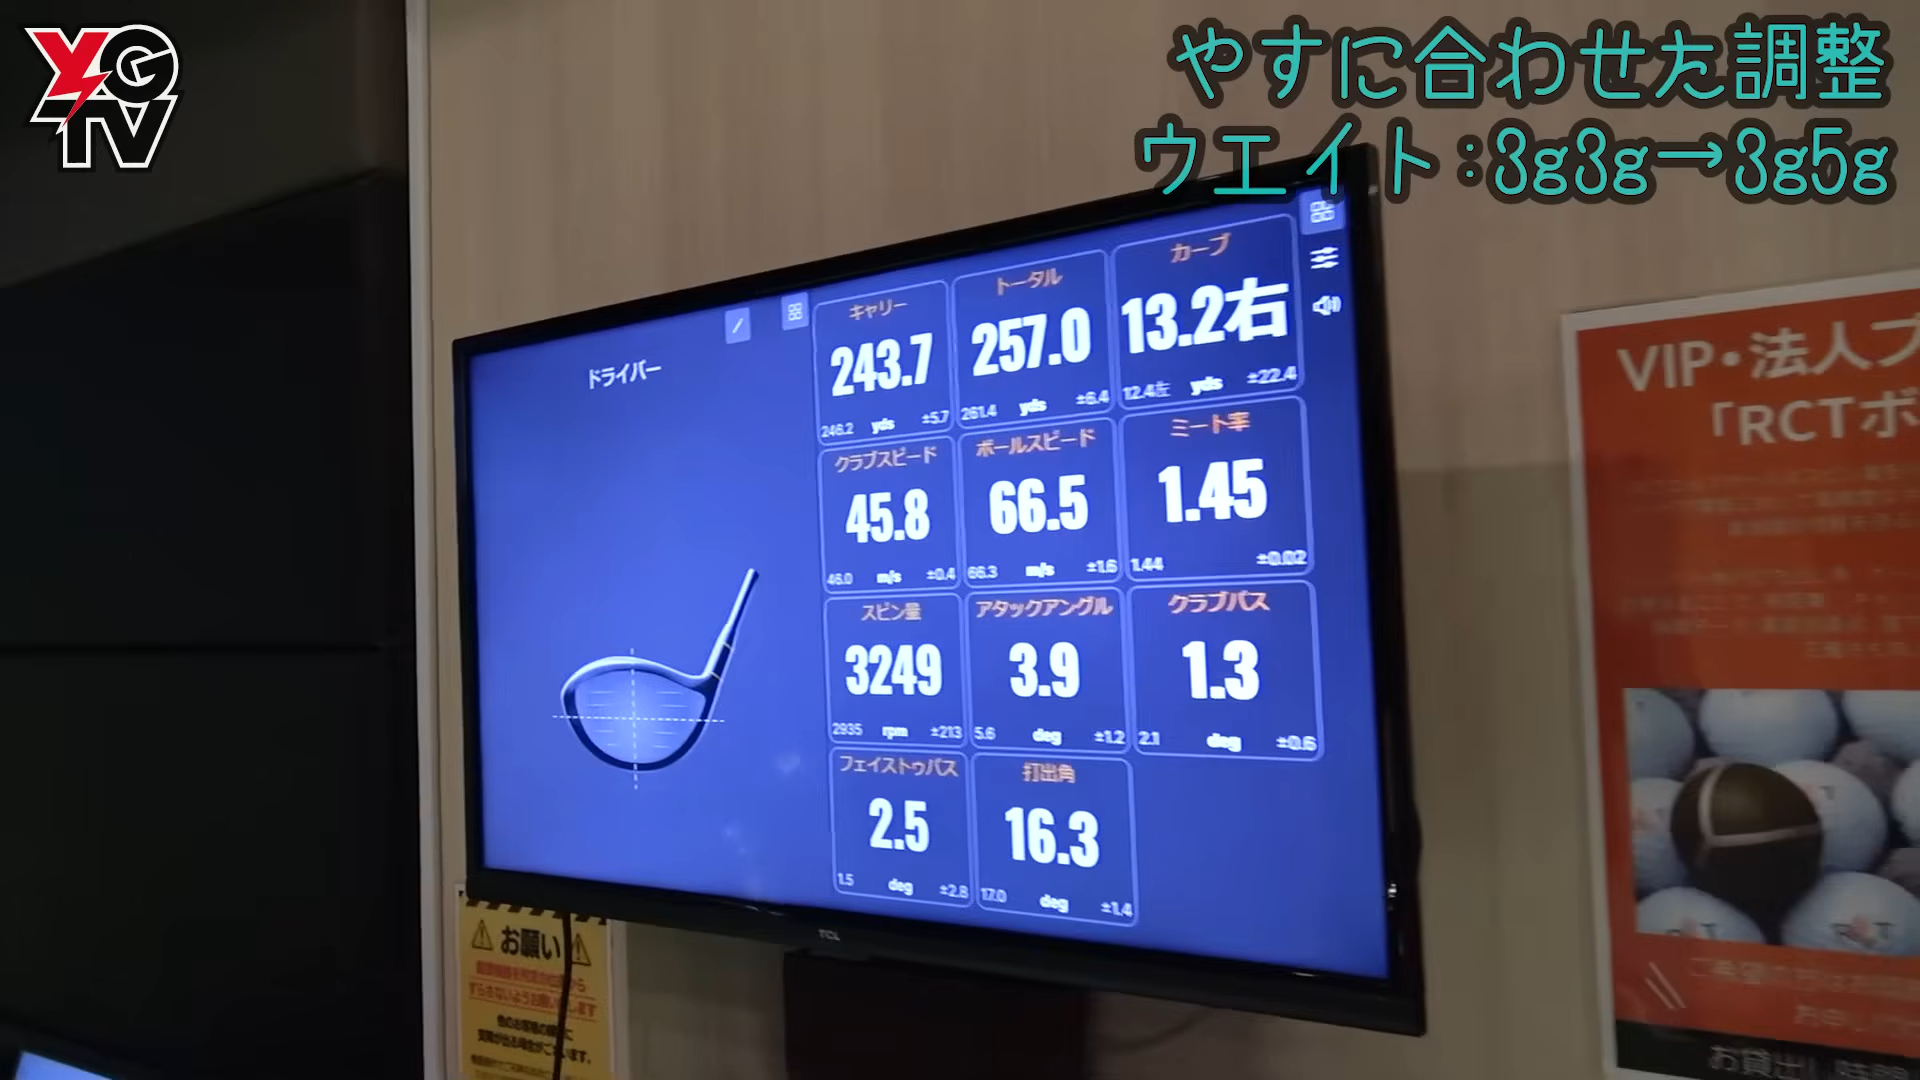 YG
TV
やすに合わせた調整
ウエイト:3g3g→3g5g
ドライバー
キャリー
243.7
246.2 yds ±5.7
トータル
257.0
261.4 yds ±6.4
カーブ
13.2右
12.4左 yds ±22.4
クラブスピード
45.8
46.0 m/s ±0.4
ボールスピード
66.5
66.3 m/s ±1.6
ミート率
1.45
1.44 ±0.02
スピン量
3249
2935 rpm ±213
アタックアングル
3.9
5.6 deg ±1.2
クラブパス
1.3
2.1 deg ±0.6
フェイストゥパス
2.5
1.5 deg ±2.8
打出角
16.3
17.0 deg ±1.4
TCL
お願い
VIP・法人プ
「RCTボ
RCT